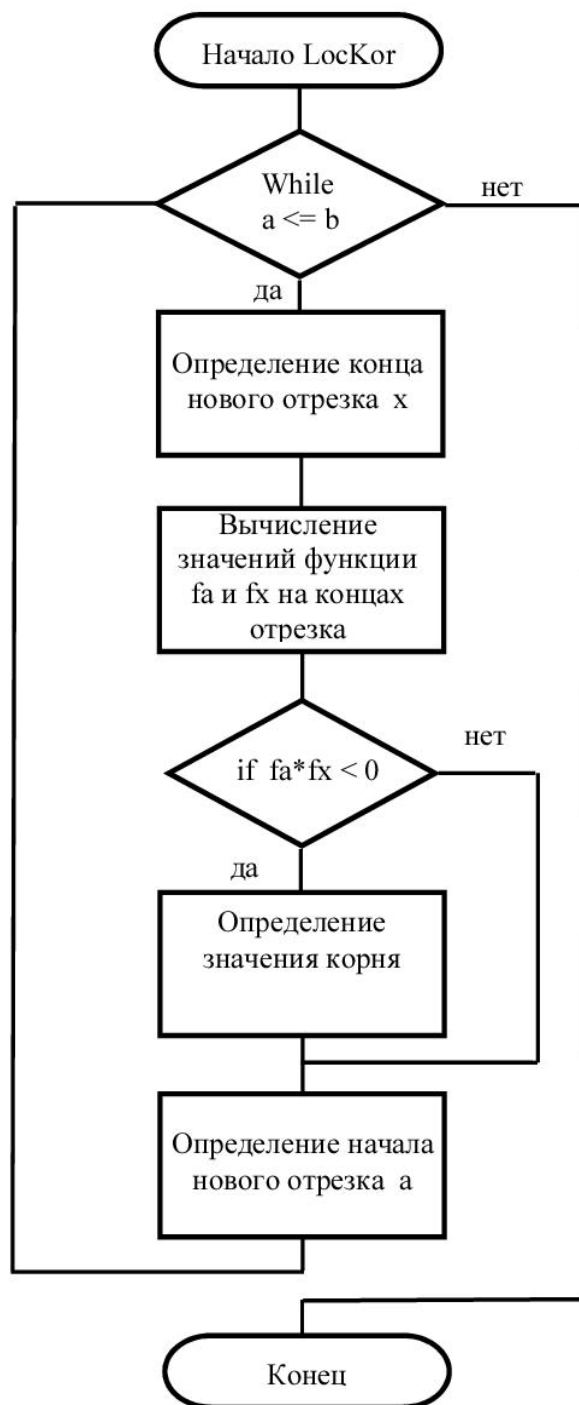 Начало LocKor
While
a <= b
нет
да
Определение конца
нового отрезка x
Вычисление
значений функции
fa и fx на концах
отрезка
нет
if fa*fx < 0
да
Определение
значения корня
Определение начала
нового отрезка a
Конец